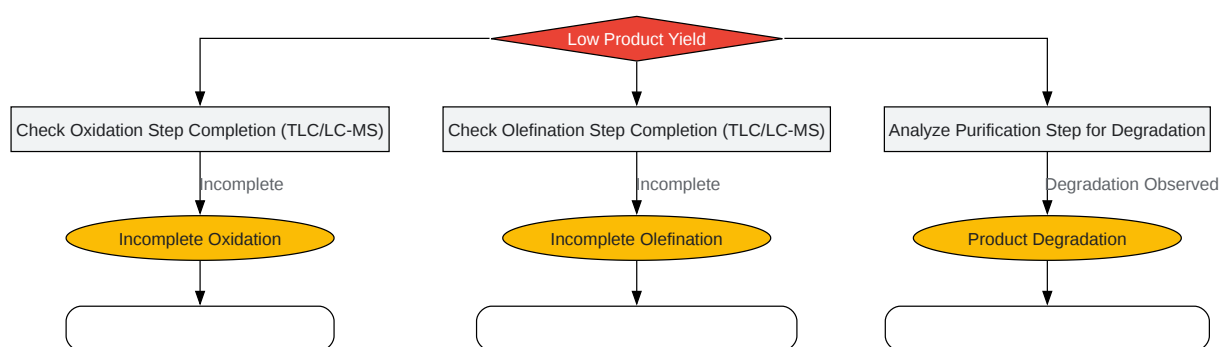 Low Product Yield
Check Oxidation Step Completion (TLC/LC-MS)
Check Olefination Step Completion (TLC/LC-MS)
Analyze Purification Step for Degradation
Incomplete
Incomplete
Degradation Observed
Incomplete Oxidation
Incomplete Olefination
Product Degradation